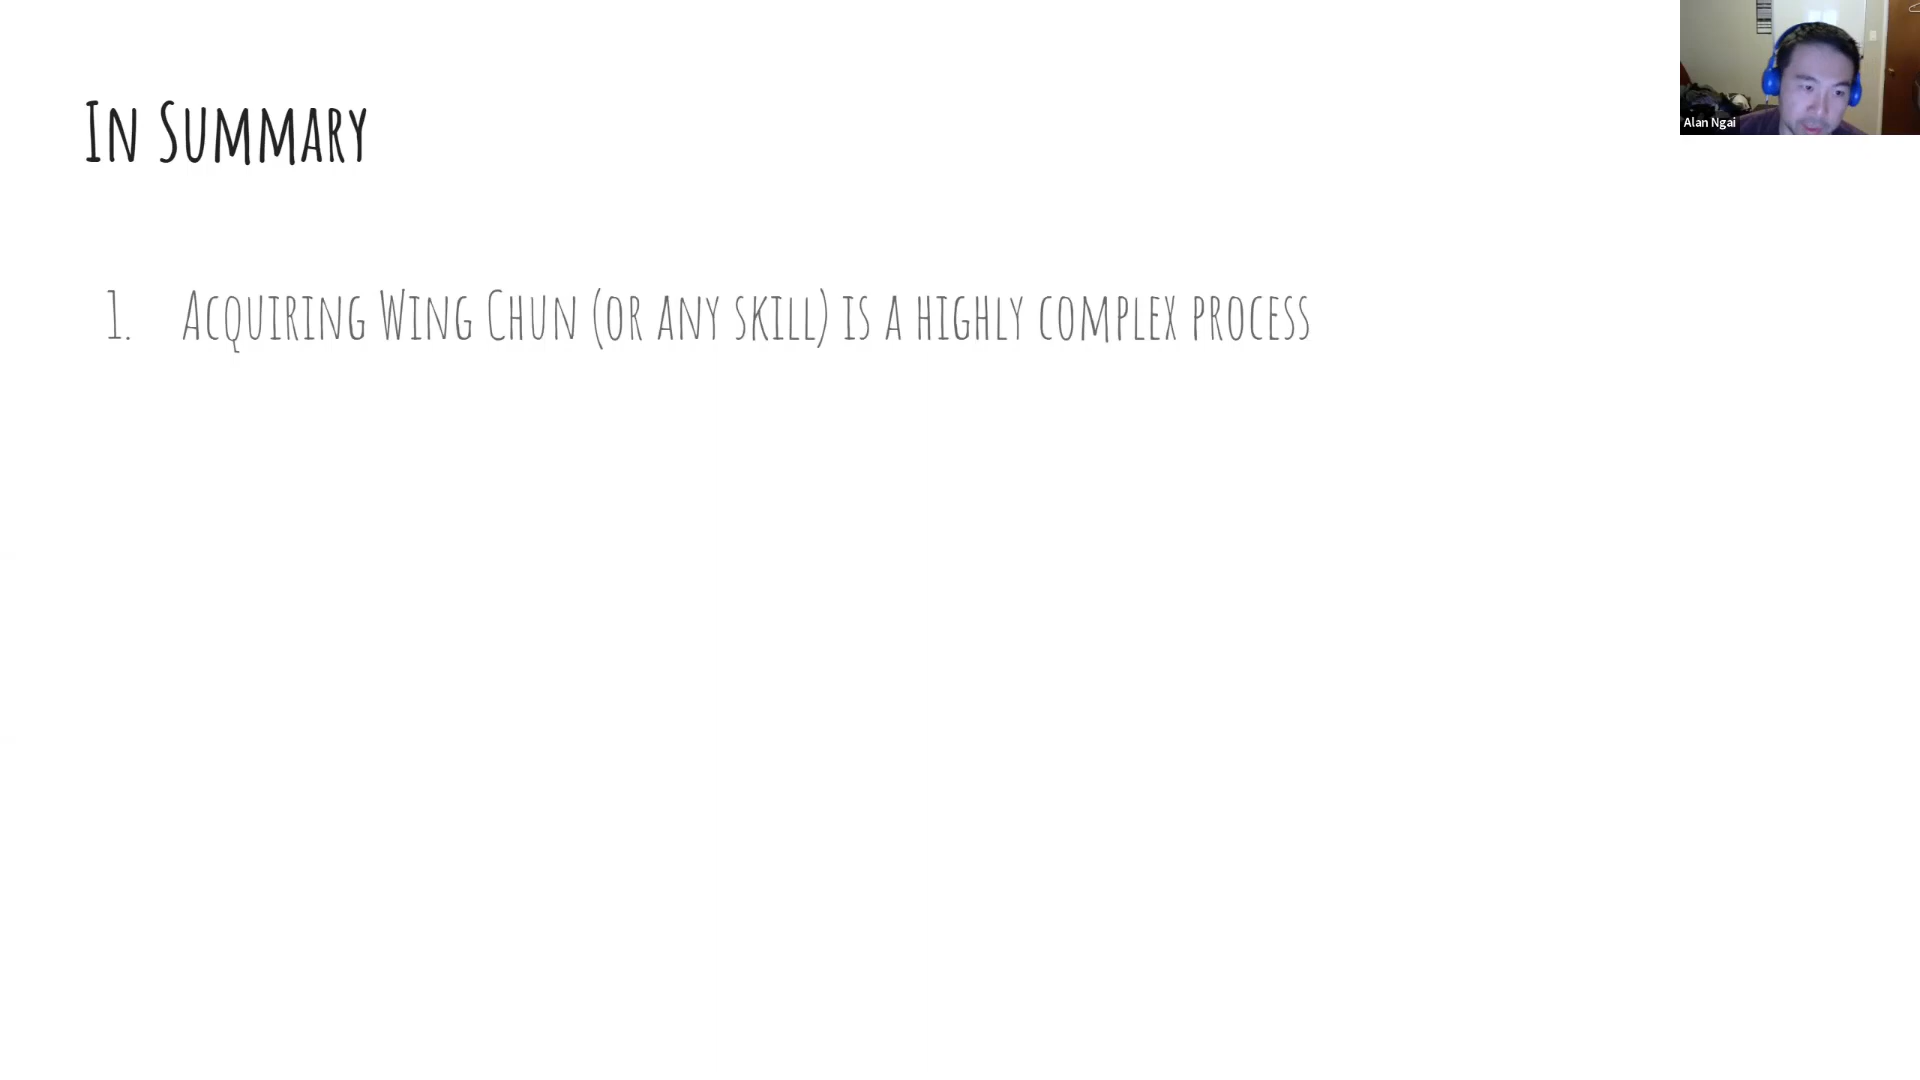 In Summary
1. Acquiring Wing Chun (or any skill) is a highly complex process
Alan Ngai